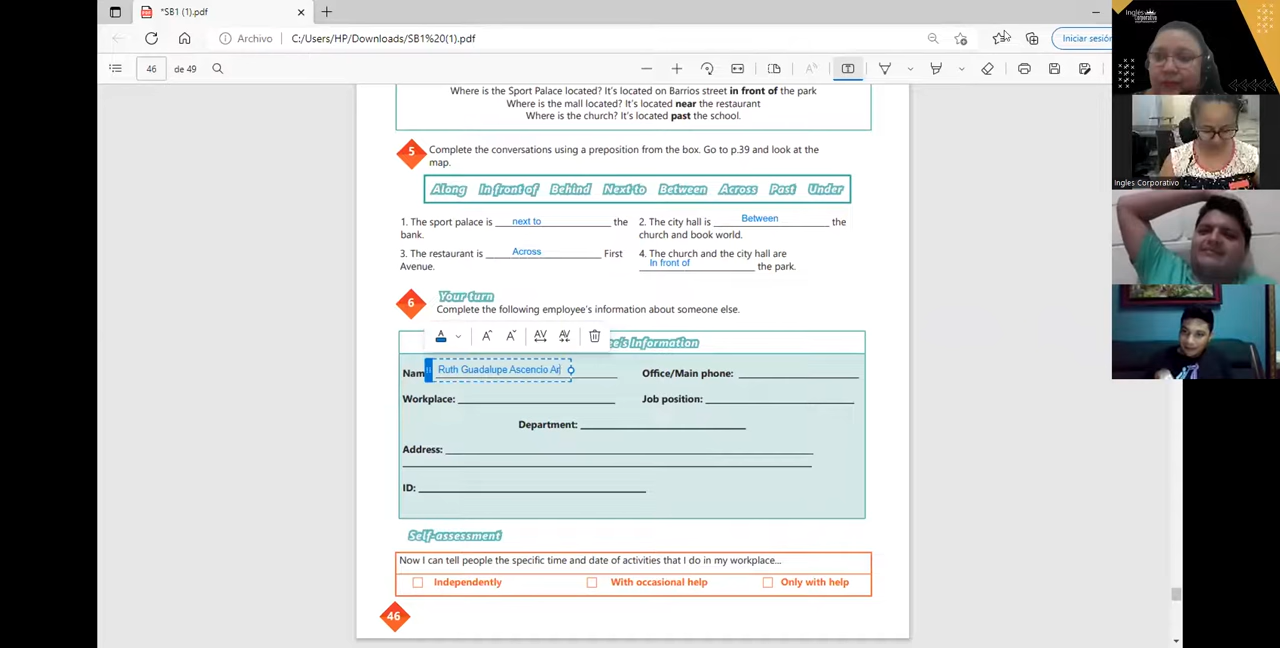 *SB1 (1).pdf
Archivo
C:/Users/HP/Downloads/SB1%20(1).pdf
Iniciar sesión
46 de 49
Inglés
Corporativo
Where is the Sport Palace located? It's located on Barrios street in front of the park
Where is the mall located? It's located near the restaurant
Where is the church? It's located past the school.
5 Complete the conversations using a preposition from the box. Go to p.39 and look at the
map.
Along In front of Behind Next to Between Across Past Under
1. The sport palace is next to the
bank.
2. The city hall is Between the
church and book world.
3. The restaurant is Across First
Avenue.
4. The church and the city hall are
In front of the park.
6 Your turn
Complete the following employee's information about someone else.
ee's Information
Nam Ruth Guadalupe Ascencio Ar
Office/Main phone:
Workplace:
Job position:
Department:
Address:
ID:
Self-assessment
Now I can tell people the specific time and date of activities that I do in my workplace...
Independently With occasional help Only with help
46
Ingles Corporativo